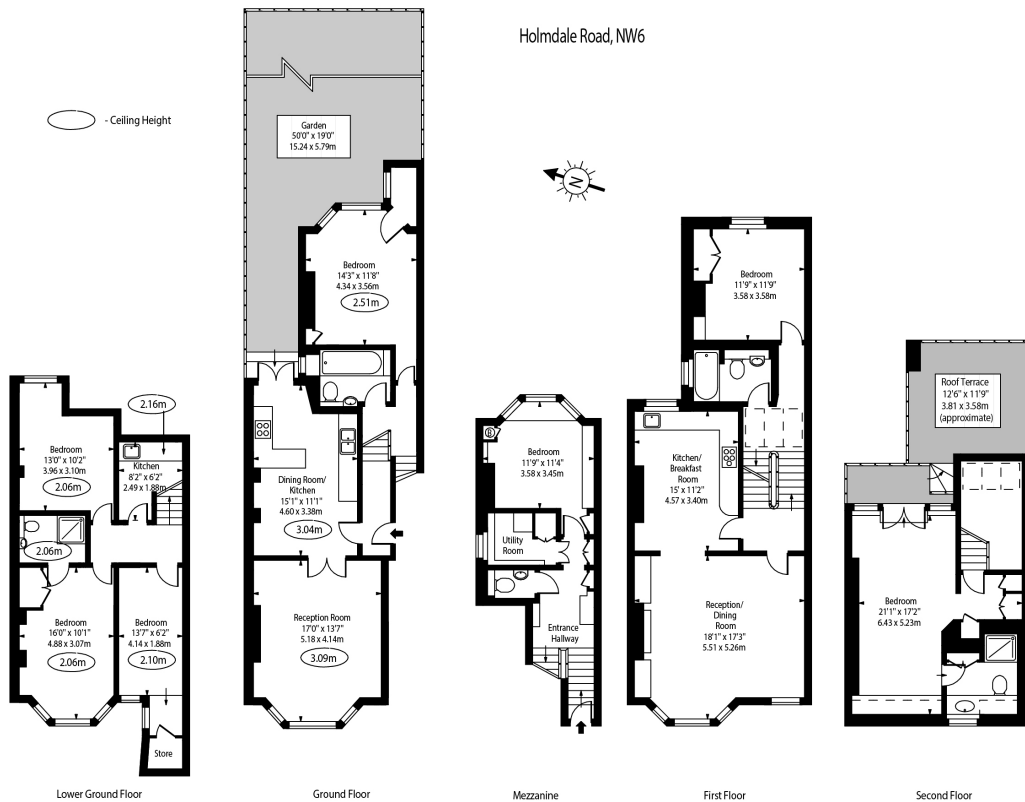 Holmdale Road, NW6
- Ceiling Height
N
Bedroom
13'0" x 10'2"
3.96 x 3.10m
2.06m
2.16m
Kitchen
8'2" x 6'2"
2.49 x 1.88m
2.06m
Bedroom
16'0" x 10'1"
4.88 x 3.07m
2.06m
Bedroom
13'7" x 6'2"
4.14 x 1.88m
2.10m
Store
Lower Ground Floor
Garden
50'0" x 19'0"
15.24 x 5.79m
Bedroom
14'3" x 11'8"
4.34 x 3.56m
2.51m
Dining Room/
Kitchen
15'1" x 11'1"
4.60 x 3.38m
3.04m
Reception Room
17'0" x 13'7"
5.18 x 4.14m
3.09m
Ground Floor
Bedroom
11'9" x 11'4"
3.58 x 3.45m
Utility
Room
Entrance
Hallway
Mezzanine
Bedroom
11'9" x 11'9"
3.58 x 3.58m
Kitchen/
Breakfast
Room
15' x 11'2"
4.57 x 3.40m
Reception/
Dining
Room
18'1" x 17'3"
5.51 x 5.26m
First Floor
Roof Terrace
12'6" x 11'9"
3.81 x 3.58m
(approximate)
Bedroom
21'1" x 17'2"
6.43 x 5.23m
Second Floor